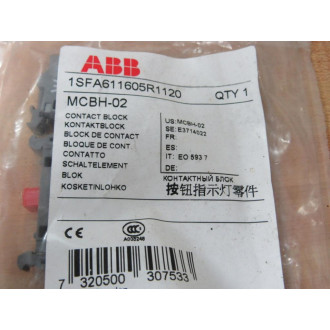 ABB
1SFA611605R1120 QTY 1
MCBH-02
CONTACT BLOCK
KONTAKTBLOCK
BLOCK DE CONTACT
BLOQUE DE CONT.
CONTATTO
SCHALTELEMENT
BLOK
KOSKETINLOHKO
US: MCBH-02
SE: E3714022
FR:
ES:
IT: EO 593 7
DE:
КОНТАКТНЫЙ БЛОК
按钮指示灯零件
CCC
7 320500 307533